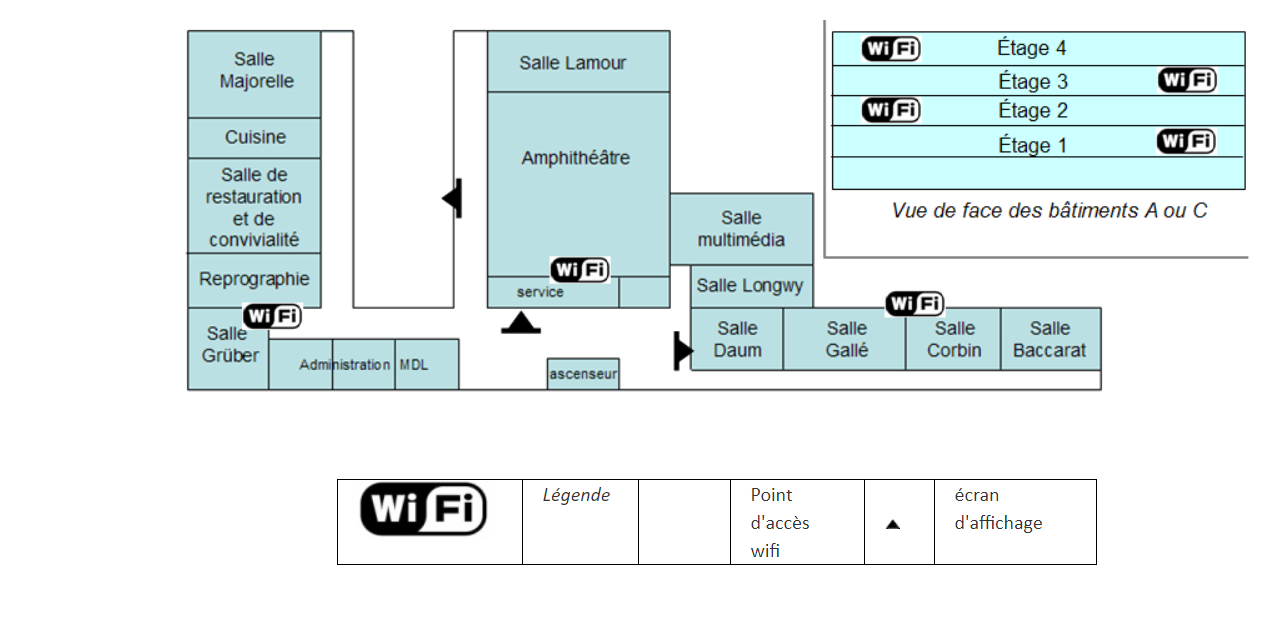 Salle
Majorelle
Cuisine
Salle de
restauration
et de
convivialité
Reprographie
WiFi
Salle
Grüber
Administration
MDL
Salle Lamour
Amphithéâtre
WiFi
service
ascenseur
Salle
multimédia
Salle Longwy
WiFi
Salle
Daum
Salle
Gallé
Salle
Corbin
Salle
Baccarat
WiFi Étage 4
Étage 3 WiFi
WiFi Étage 2
Étage 1 WiFi
Vue de face des bâtiments A ou C
WiFi
Légende
Point
d'accès
wifi
écran
d'affichage